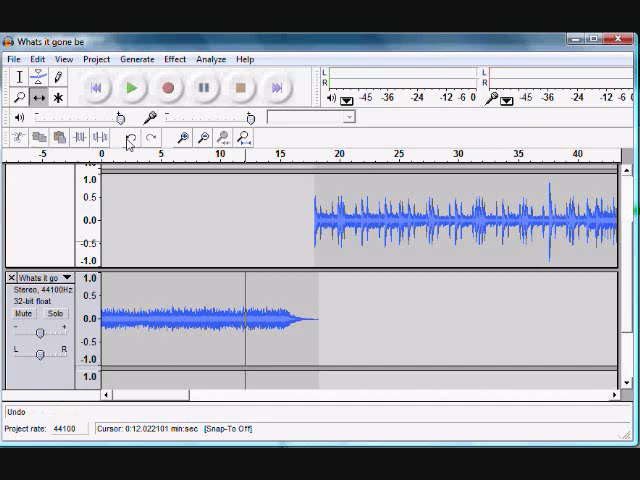 Whats it gone be
File Edit View Project Generate Effect Analyze Help
L
R
-45 -36 -24 -12 -6 0
L
R
-45 -36 -24 -12 -6 0
-5 0 5 10 15 20 25 30 35 40
1.0
0.5
0.0
-0.5
-1.0
Whats it go
Stereo, 44100Hz
32-bit float
Mute Solo
- +
L R
1.0
0.5
0.0
-0.5
-1.0
1.0
Undo
Project rate: 44100 Cursor: 0:12.022101 min:sec [Snap-To Off]